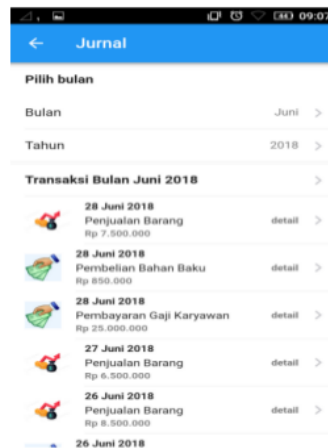 09:07
Jurnal
Pilih bulan
Bulan Juni
Tahun 2018
Transaksi Bulan Juni 2018
28 Juni 2018
Penjualan Barang detail
Rp 7.500.000
28 Juni 2018
Pembelian Bahan Baku detail
Rp 850.000
28 Juni 2018
Pembayaran Gaji Karyawan detail
Rp 25.000.000
27 Juni 2018
Penjualan Barang detail
Rp 6.500.000
26 Juni 2018
Penjualan Barang detail
Rp 8.500.000
26 Juni 2018